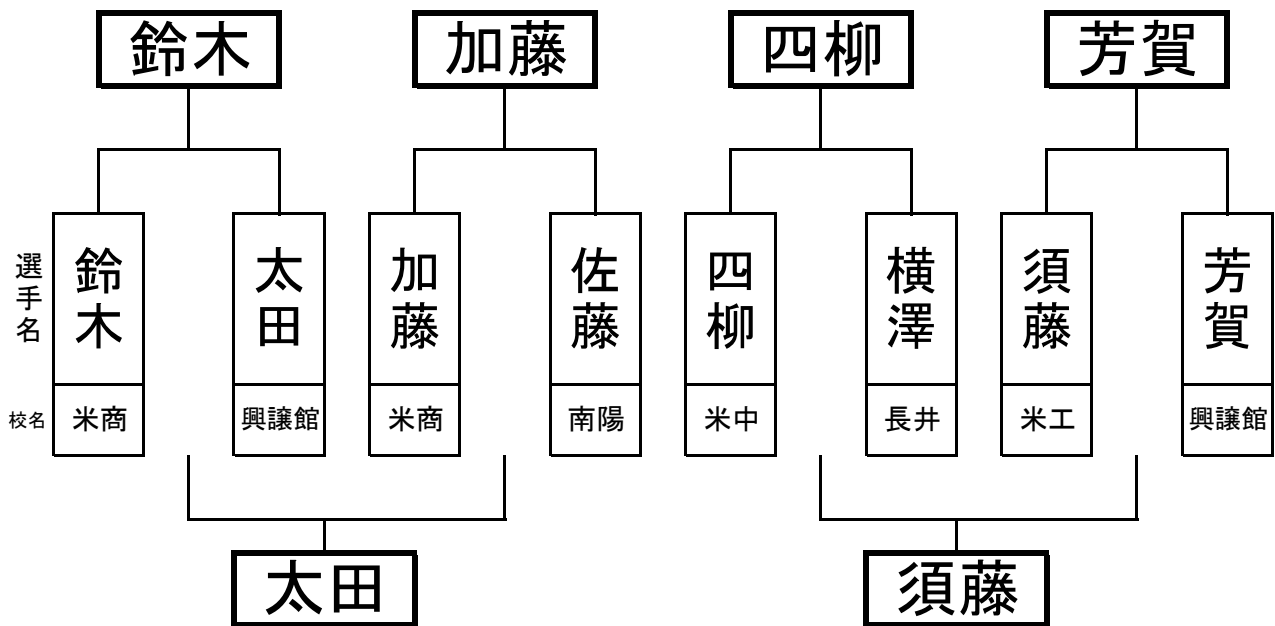 鈴木 加藤 四柳 芳賀
選手名 鈴木 太田 加藤 佐藤 四柳 横澤 須藤 芳賀
校名 米商 興譲館 米商 南陽 米中 長井 米工 興譲館
太田 須藤